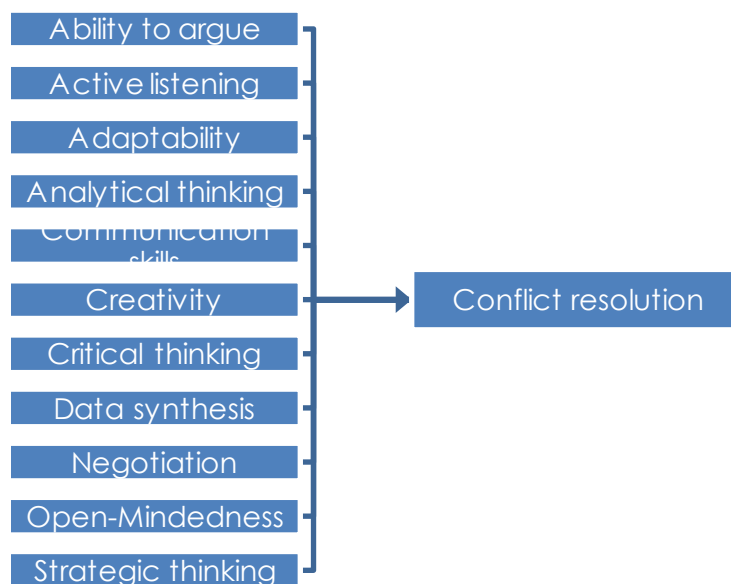 Ability to argue
Active listening
Adaptability
Analytical thinking
Communication
skills
Creativity
Conflict resolution
Critical thinking
Data synthesis
Negotiation
Open-Mindedness
Strategic thinking